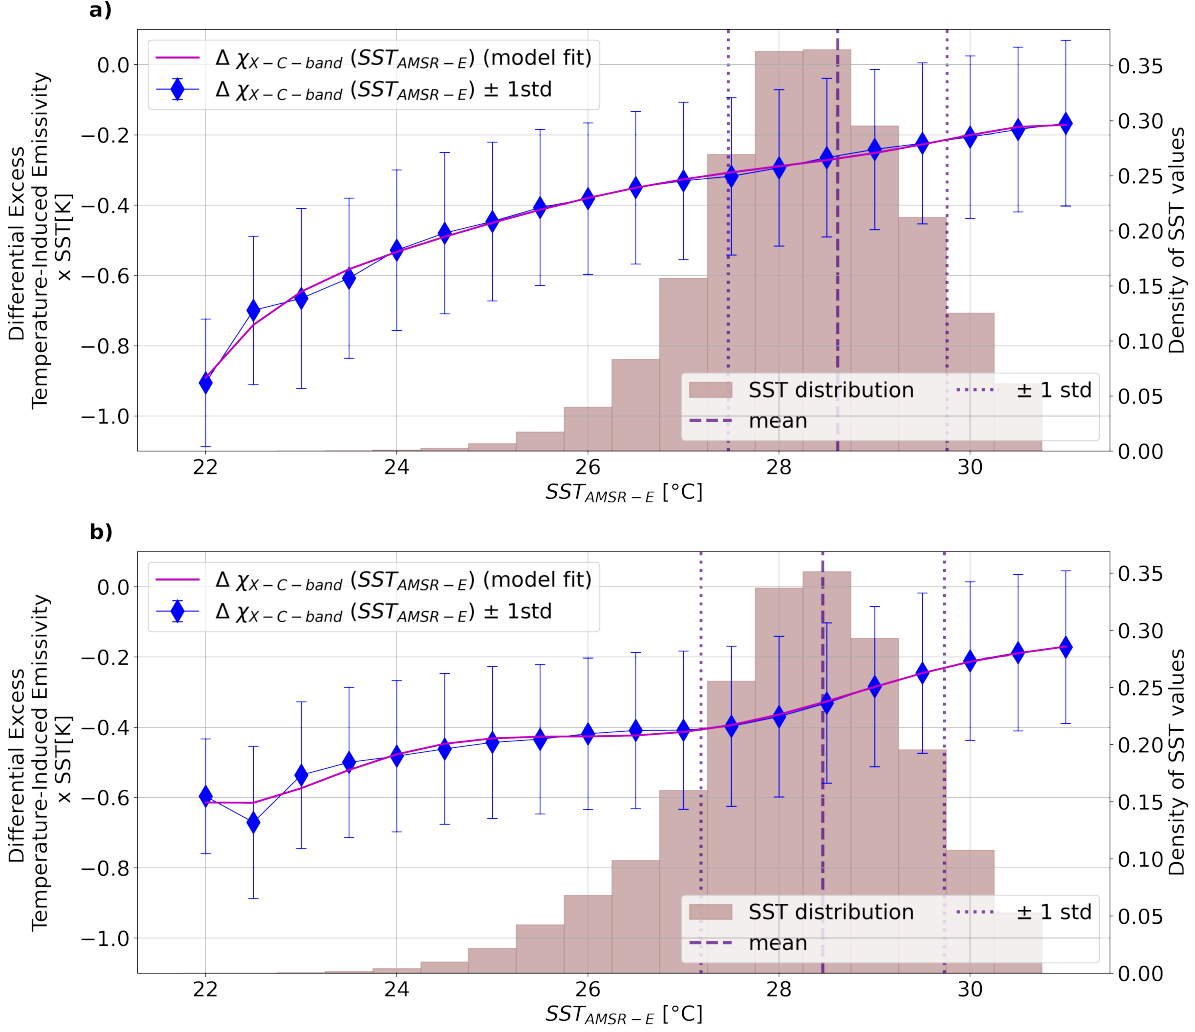 a)
Δ χX−C−band (SSTAMSR−E) (model fit)
Δ χX−C−band (SSTAMSR−E) ± 1std
Differential Excess
Temperature-Induced Emissivity
x SST[K]
0.0
−0.2
−0.4
−0.6
−0.8
−1.0
0.35
0.30
0.25
0.20
0.15
0.10
0.05
0.00
Density of SST values
SST distribution
mean
± 1 std
22 24 26 28 30
SSTAMSR−E [°C]
b)
Δ χX−C−band (SSTAMSR−E) (model fit)
Δ χX−C−band (SSTAMSR−E) ± 1std
Differential Excess
Temperature-Induced Emissivity
x SST[K]
0.0
−0.2
−0.4
−0.6
−0.8
−1.0
0.35
0.30
0.25
0.20
0.15
0.10
0.05
0.00
Density of SST values
SST distribution
mean
± 1 std
22 24 26 28 30
SSTAMSR−E [°C]